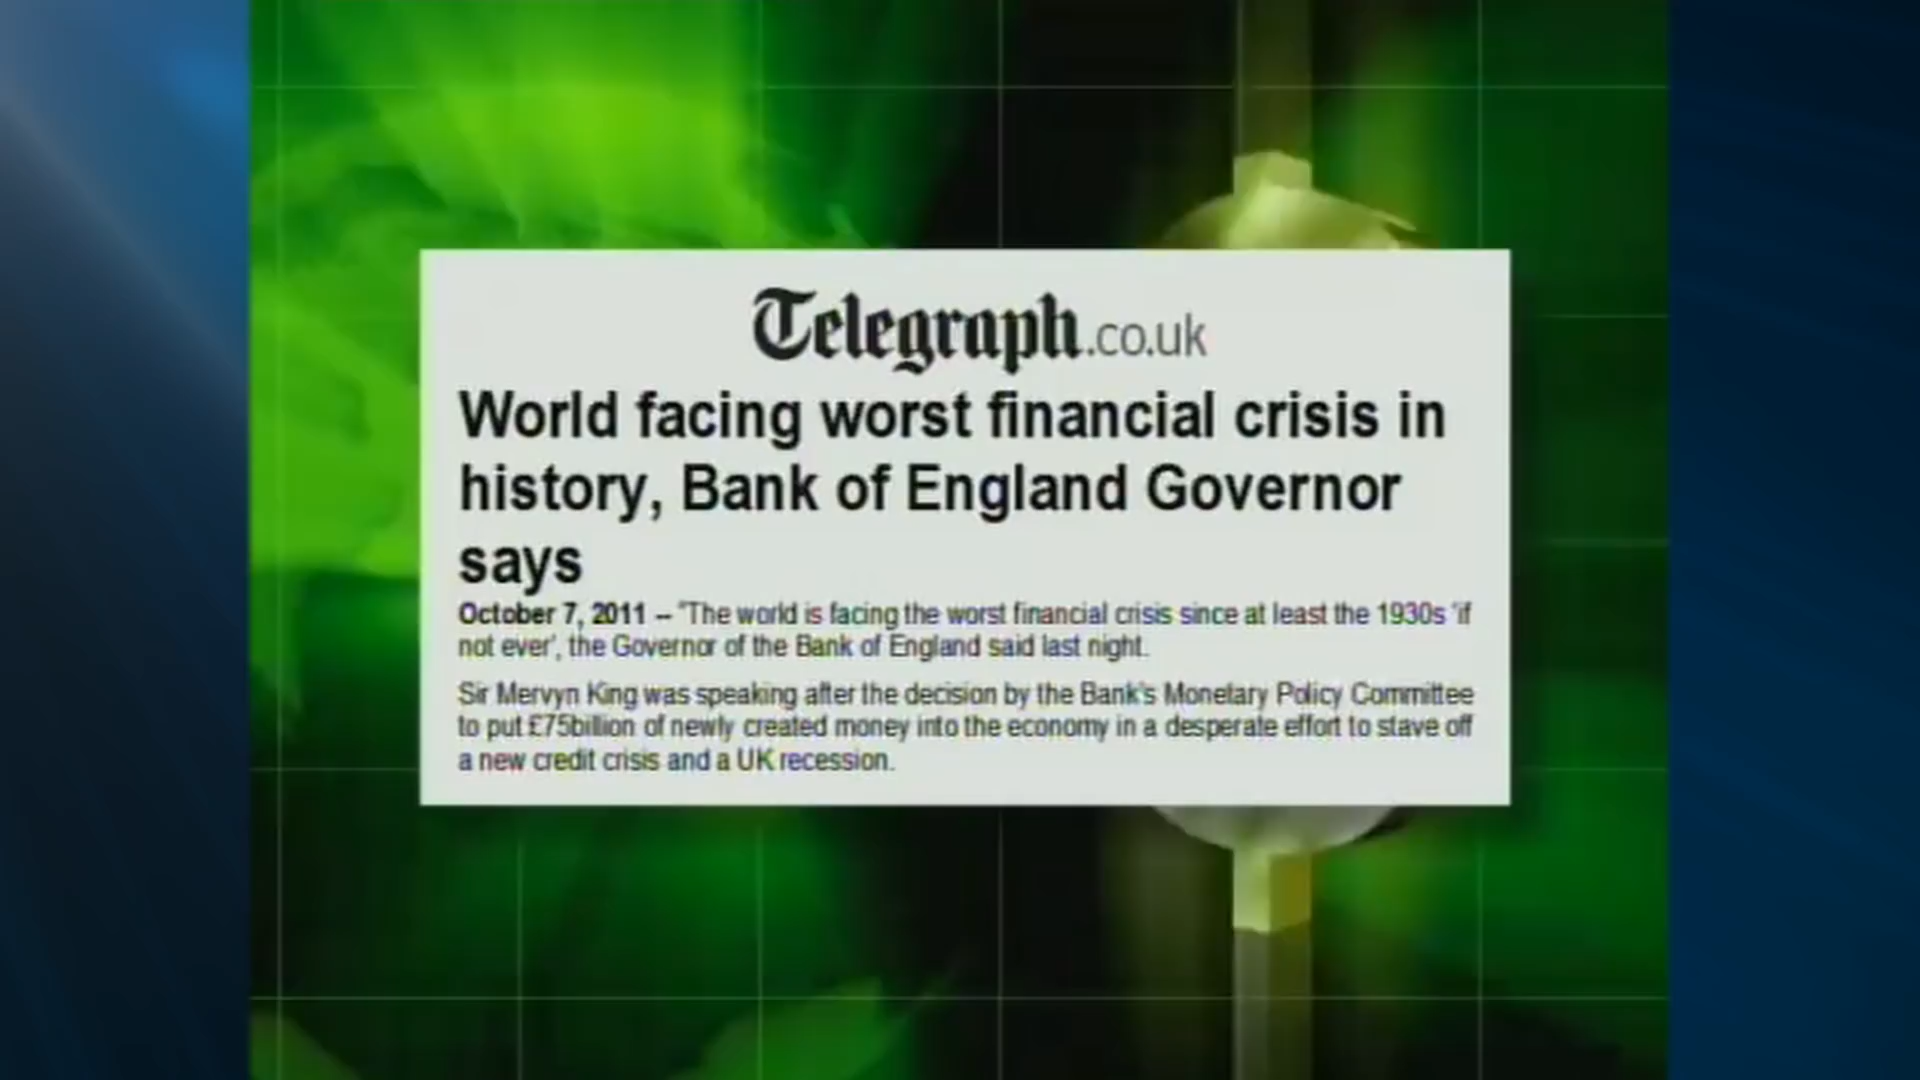 Telegraph.co.uk
World facing worst financial crisis in
history, Bank of England Governor
says
October 7, 2011 -- "The world is facing the worst financial crisis since at least the 1930s 'if
not ever', the Governor of the Bank of England said last night.
Sir Mervyn King was speaking after the decision by the Bank's Monetary Policy Committee
to put £75billion of newly created money into the economy in a desperate effort to stave off
a new credit crisis and a UK recession.